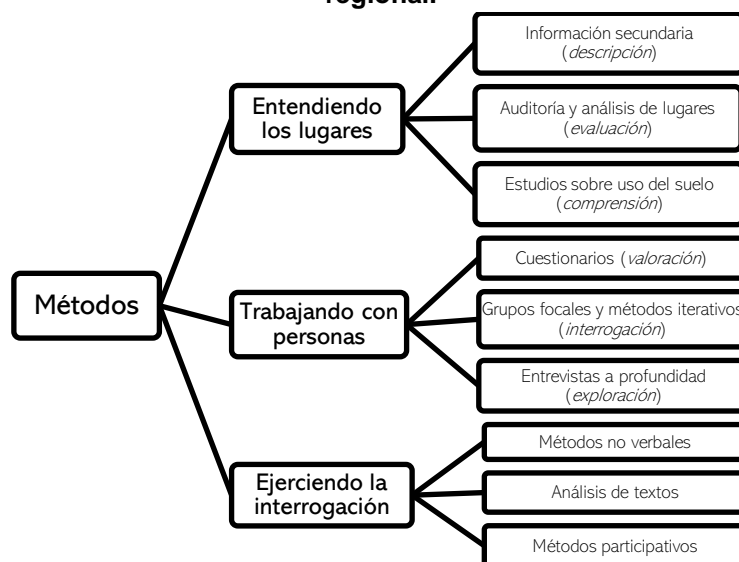 regional.
Información secundaria
(descripción)
Entendiendo
los lugares
Auditoría y análisis de lugares
(evaluación)
Estudios sobre uso del suelo
(comprensión)
Métodos
Trabajando con
personas
Cuestionarios (valoración)
Grupos focales y métodos iterativos
(interrogación)
Entrevistas a profundidad
(exploración)
Ejerciendo la
interrogación
Métodos no verbales
Análisis de textos
Métodos participativos